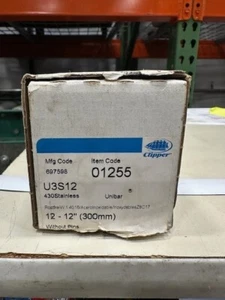 Clipper
Mfg Code Item Code
697598 01255
U3S12
430Stainless Unibar
12 - 12" (300mm)
Without Pins